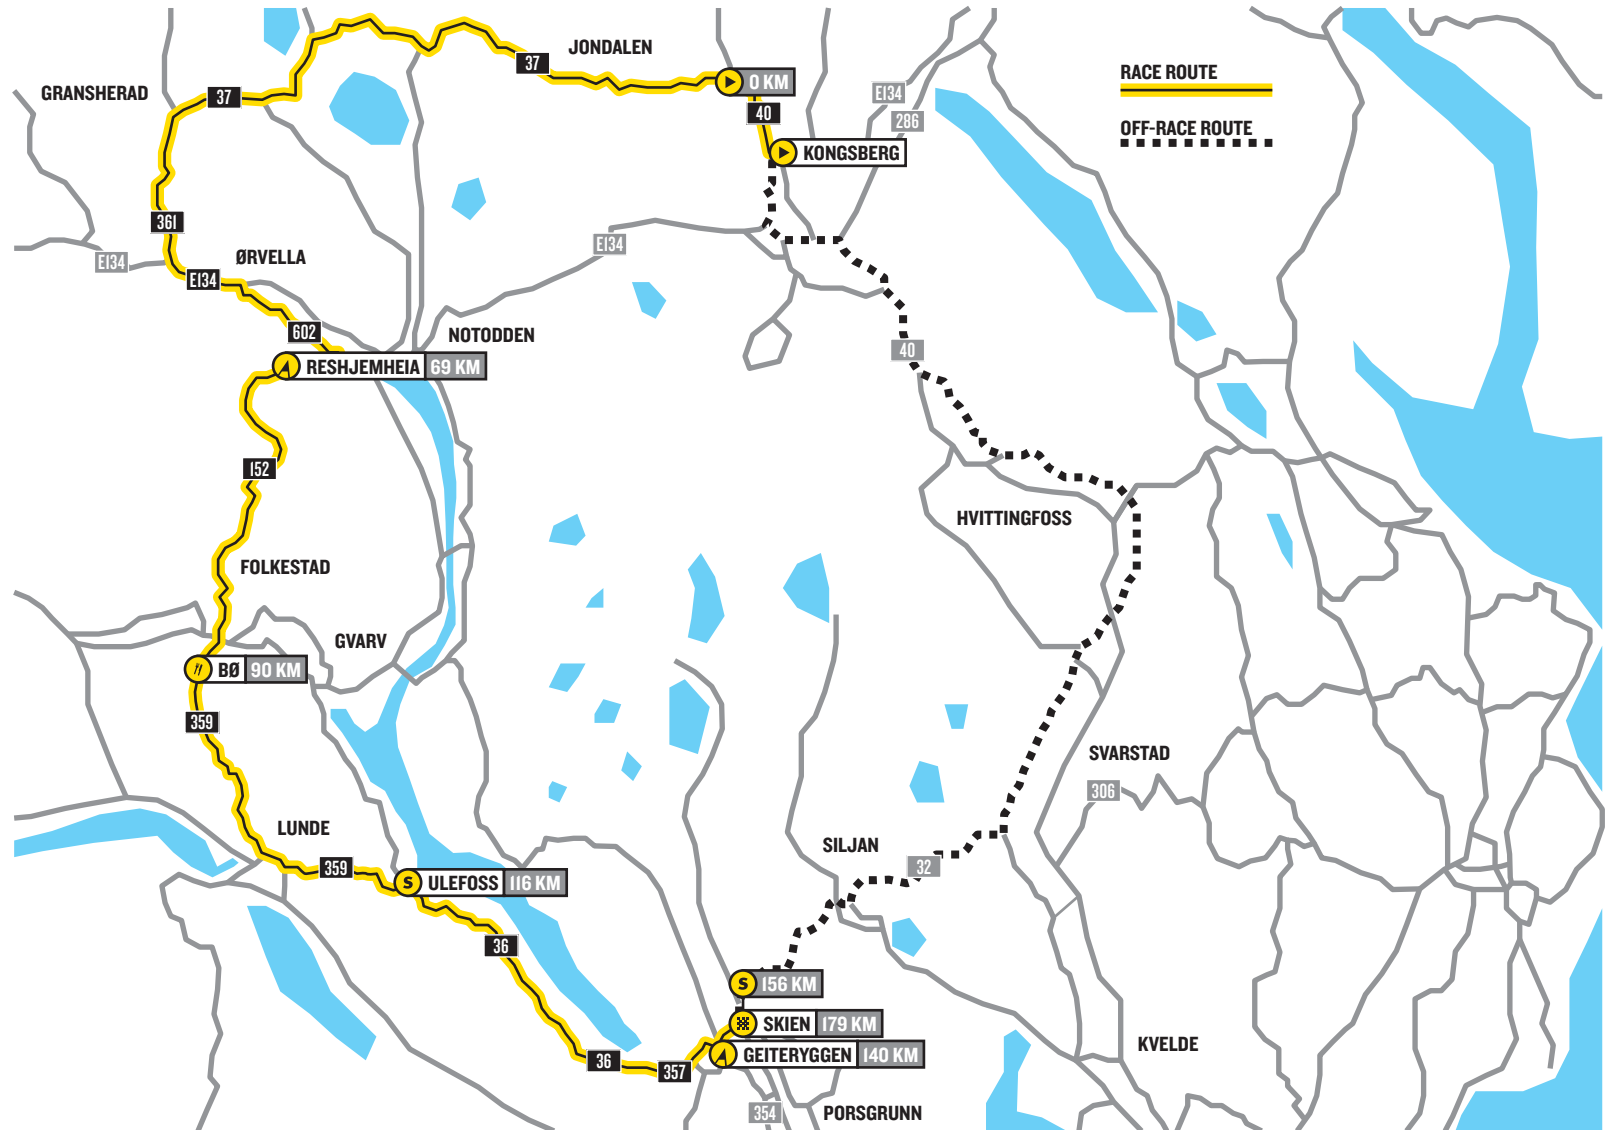 JONDALEN
37
0 KM
RACE ROUTE
GRANSHERAD
37
E134
40
286
OFF-RACE ROUTE
KONGSBERG
361
E134
ØRVELLA
E134
E134
602
NOTODDEN
40
RESHJEMHEIA 69 KM
152
HVITTINGFOSS
FOLKESTAD
GVARV
BØ 90 KM
359
SVARSTAD
306
LUNDE
SILJAN
359
32
S ULEFOSS 116 KM
36
S 156 KM
SKIEN 179 KM
GEITERYGGEN 140 KM
KVELDE
36
357
354
PORSGRUNN